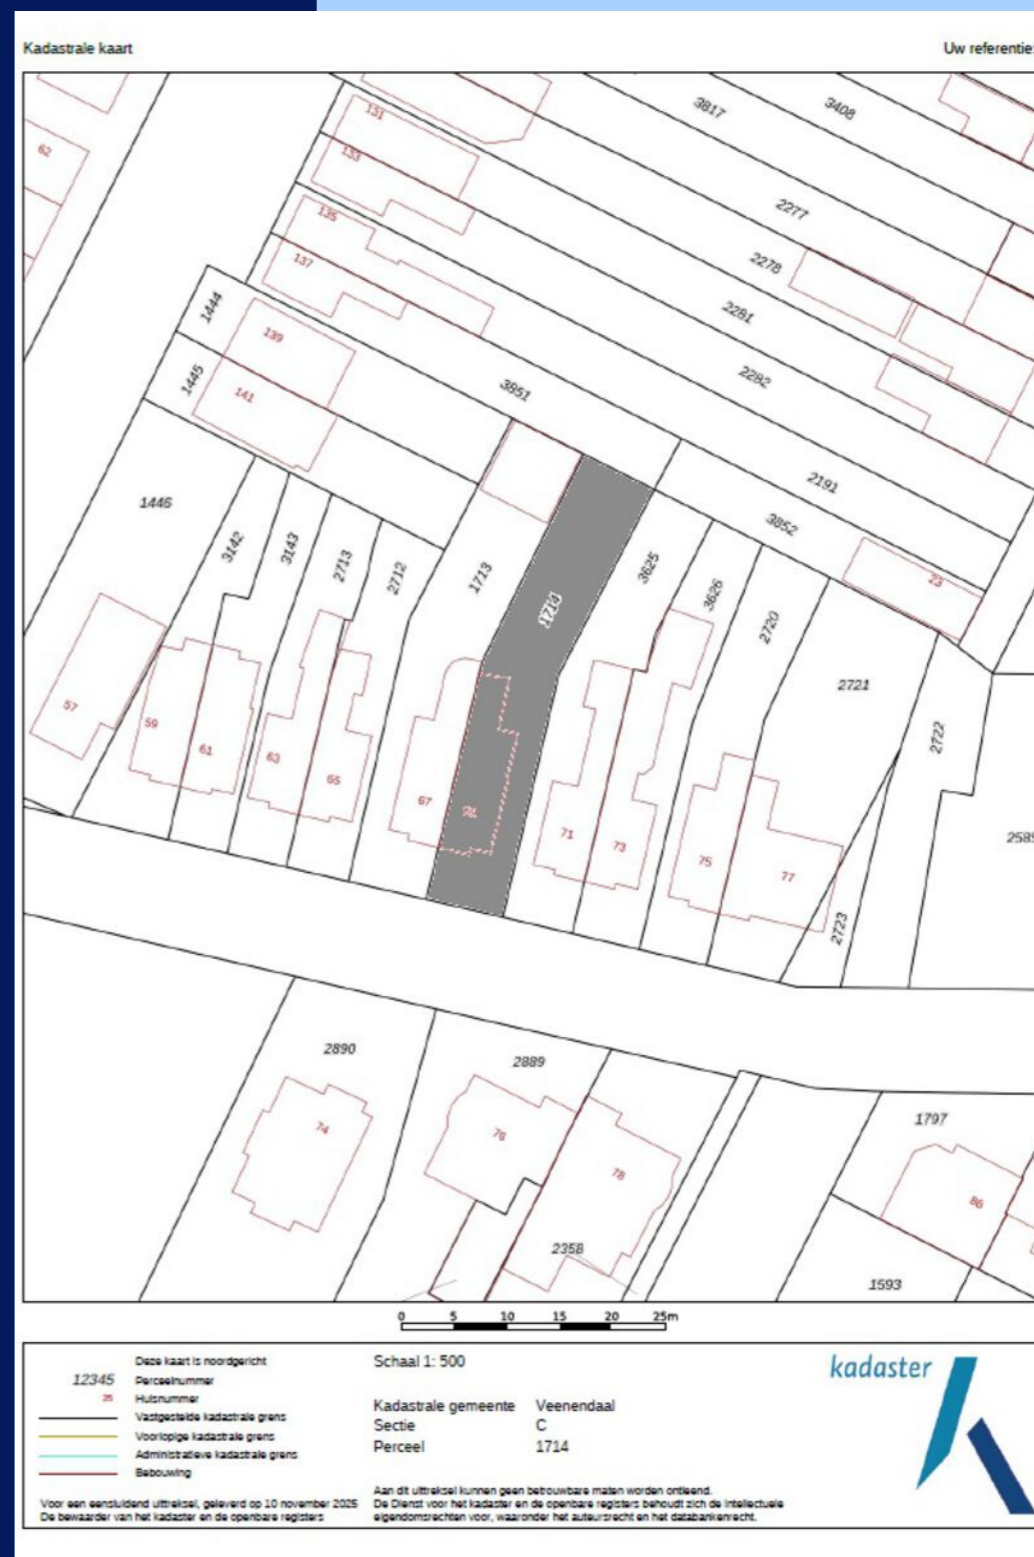 Kadastrale kaart
Uw referentie:
3817
3408
131
62
133
2277
135
2278
137
1444
2281
139
2282
3851
1445
141
2191
1446
3852
3142
3143
2713
2712
1713
3625
1714
3626
23
2720
2721
57
59
61
63
65
67
71
73
75
77
2722
2723
2890
2889
74
76
78
1797
86
2358
1593
0 5 10 15 20 25m
Deze kaart is noordgericht
12345 Perceelnummer
25 Huisnummer
Vastgestelde kadastrale grens
Voorlopige kadastrale grens
Administratieve kadastrale grens
Bebouwing
Voor een eensluidend uittreksel, geleverd op 10 november 2025
De bewaarder van het kadaster en de openbare registers
Schaal 1: 500
Kadastrale gemeente Veenendaal
Sectie C
Perceel 1714
Aan dit uittreksel kunnen geen betrouwbare maten worden ontleend.
De Dienst voor het kadaster en de openbare registers behoudt zich de intellectuele
eigendomsrechten voor, waaronder het auteursrecht en het databankenrecht.
kadaster